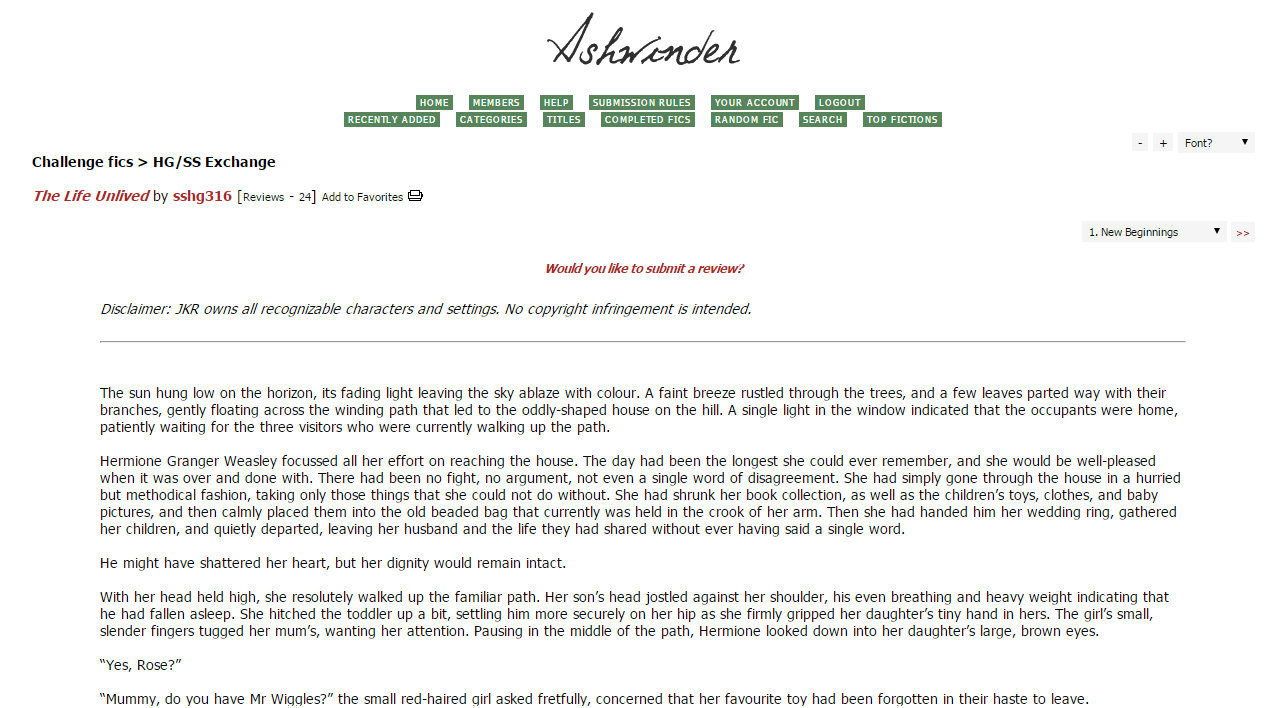 Ashwinder
HOME MEMBERS HELP SUBMISSION RULES YOUR ACCOUNT LOGOUT
RECENTLY ADDED CATEGORIES TITLES COMPLETED FICS RANDOM FIC SEARCH TOP FICTIONS
- + Font?
Challenge fics > HG/SS Exchange
The Life Unlived by sshg316 [Reviews - 24] Add to Favorites
1. New Beginnings >>
Would you like to submit a review?
Disclaimer: JKR owns all recognizable characters and settings. No copyright infringement is intended.
The sun hung low on the horizon, its fading light leaving the sky ablaze with colour. A faint breeze rustled through the trees, and a few leaves parted way with their
branches, gently floating across the winding path that led to the oddly-shaped house on the hill. A single light in the window indicated that the occupants were home,
patiently waiting for the three visitors who were currently walking up the path.
Hermione Granger Weasley focussed all her effort on reaching the house. The day had been the longest she could ever remember, and she would be well-pleased
when it was over and done with. There had been no fight, no argument, not even a single word of disagreement. She had simply gone through the house in a hurried
but methodical fashion, taking only those things that she could not do without. She had shrunk her book collection, as well as the children’s toys, clothes, and baby
pictures, and then calmly placed them into the old beaded bag that currently was held in the crook of her arm. Then she had handed him her wedding ring, gathered
her children, and quietly departed, leaving her husband and the life they had shared without ever having said a single word.
He might have shattered her heart, but her dignity would remain intact.
With her head held high, she resolutely walked up the familiar path. Her son’s head jostled against her shoulder, his even breathing and heavy weight indicating that
he had fallen asleep. She hitched the toddler up a bit, settling him more securely on her hip as she firmly gripped her daughter’s tiny hand in hers. The girl’s small,
slender fingers tugged her mum’s, wanting her attention. Pausing in the middle of the path, Hermione looked down into her daughter’s large, brown eyes.
“Yes, Rose?”
“Mummy, do you have Mr Wiggles?” the small red-haired girl asked fretfully, concerned that her favourite toy had been forgotten in their haste to leave.